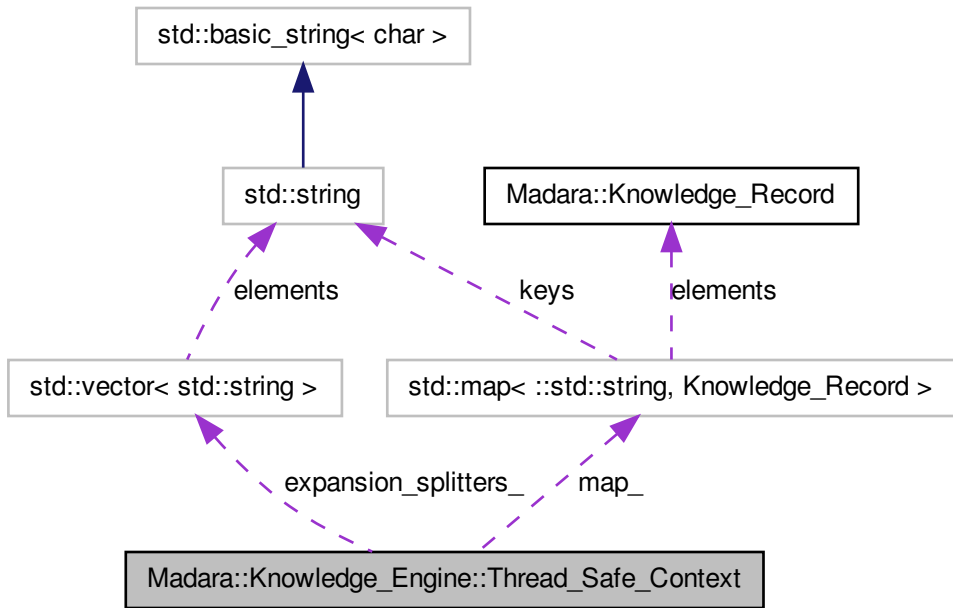 std::basic_string< char >
std::string
Madara::Knowledge_Record
elements
keys
elements
std::vector< std::string >
std::map< ::std::string, Knowledge_Record >
expansion_splitters_
map_
Madara::Knowledge_Engine::Thread_Safe_Context